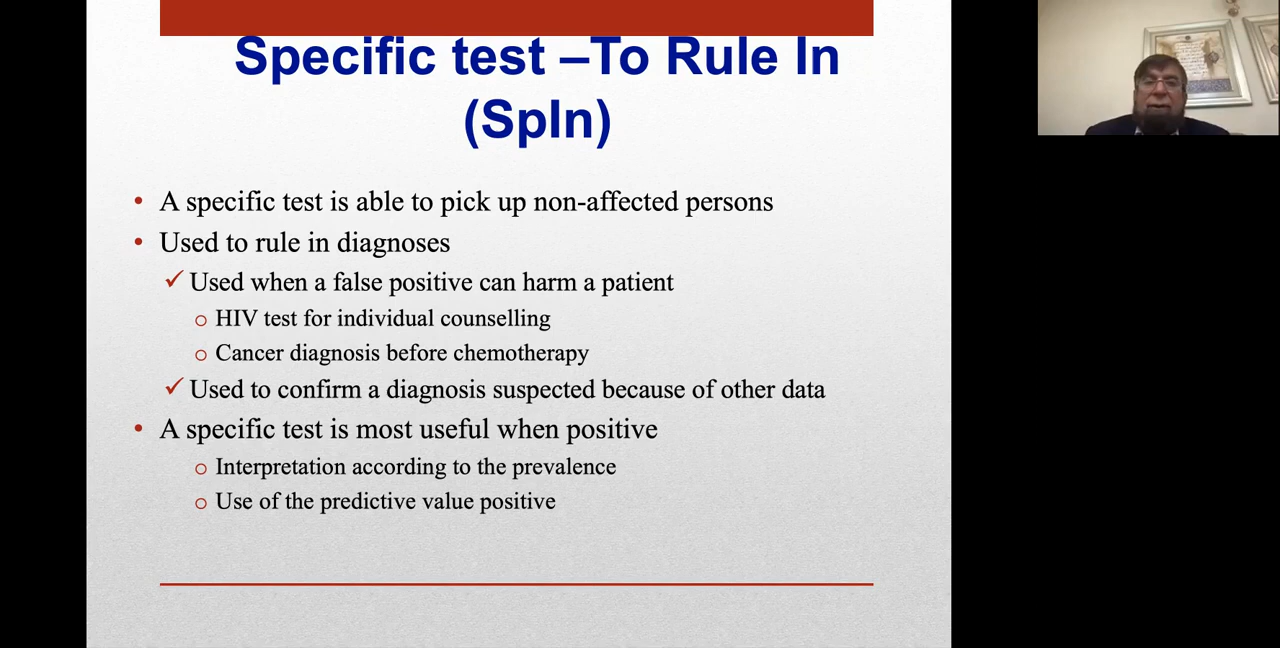 Specific test –To Rule In
(SpIn)
• A specific test is able to pick up non-affected persons
• Used to rule in diagnoses
✓ Used when a false positive can harm a patient
o HIV test for individual counselling
o Cancer diagnosis before chemotherapy
✓ Used to confirm a diagnosis suspected because of other data
• A specific test is most useful when positive
o Interpretation according to the prevalence
o Use of the predictive value positive